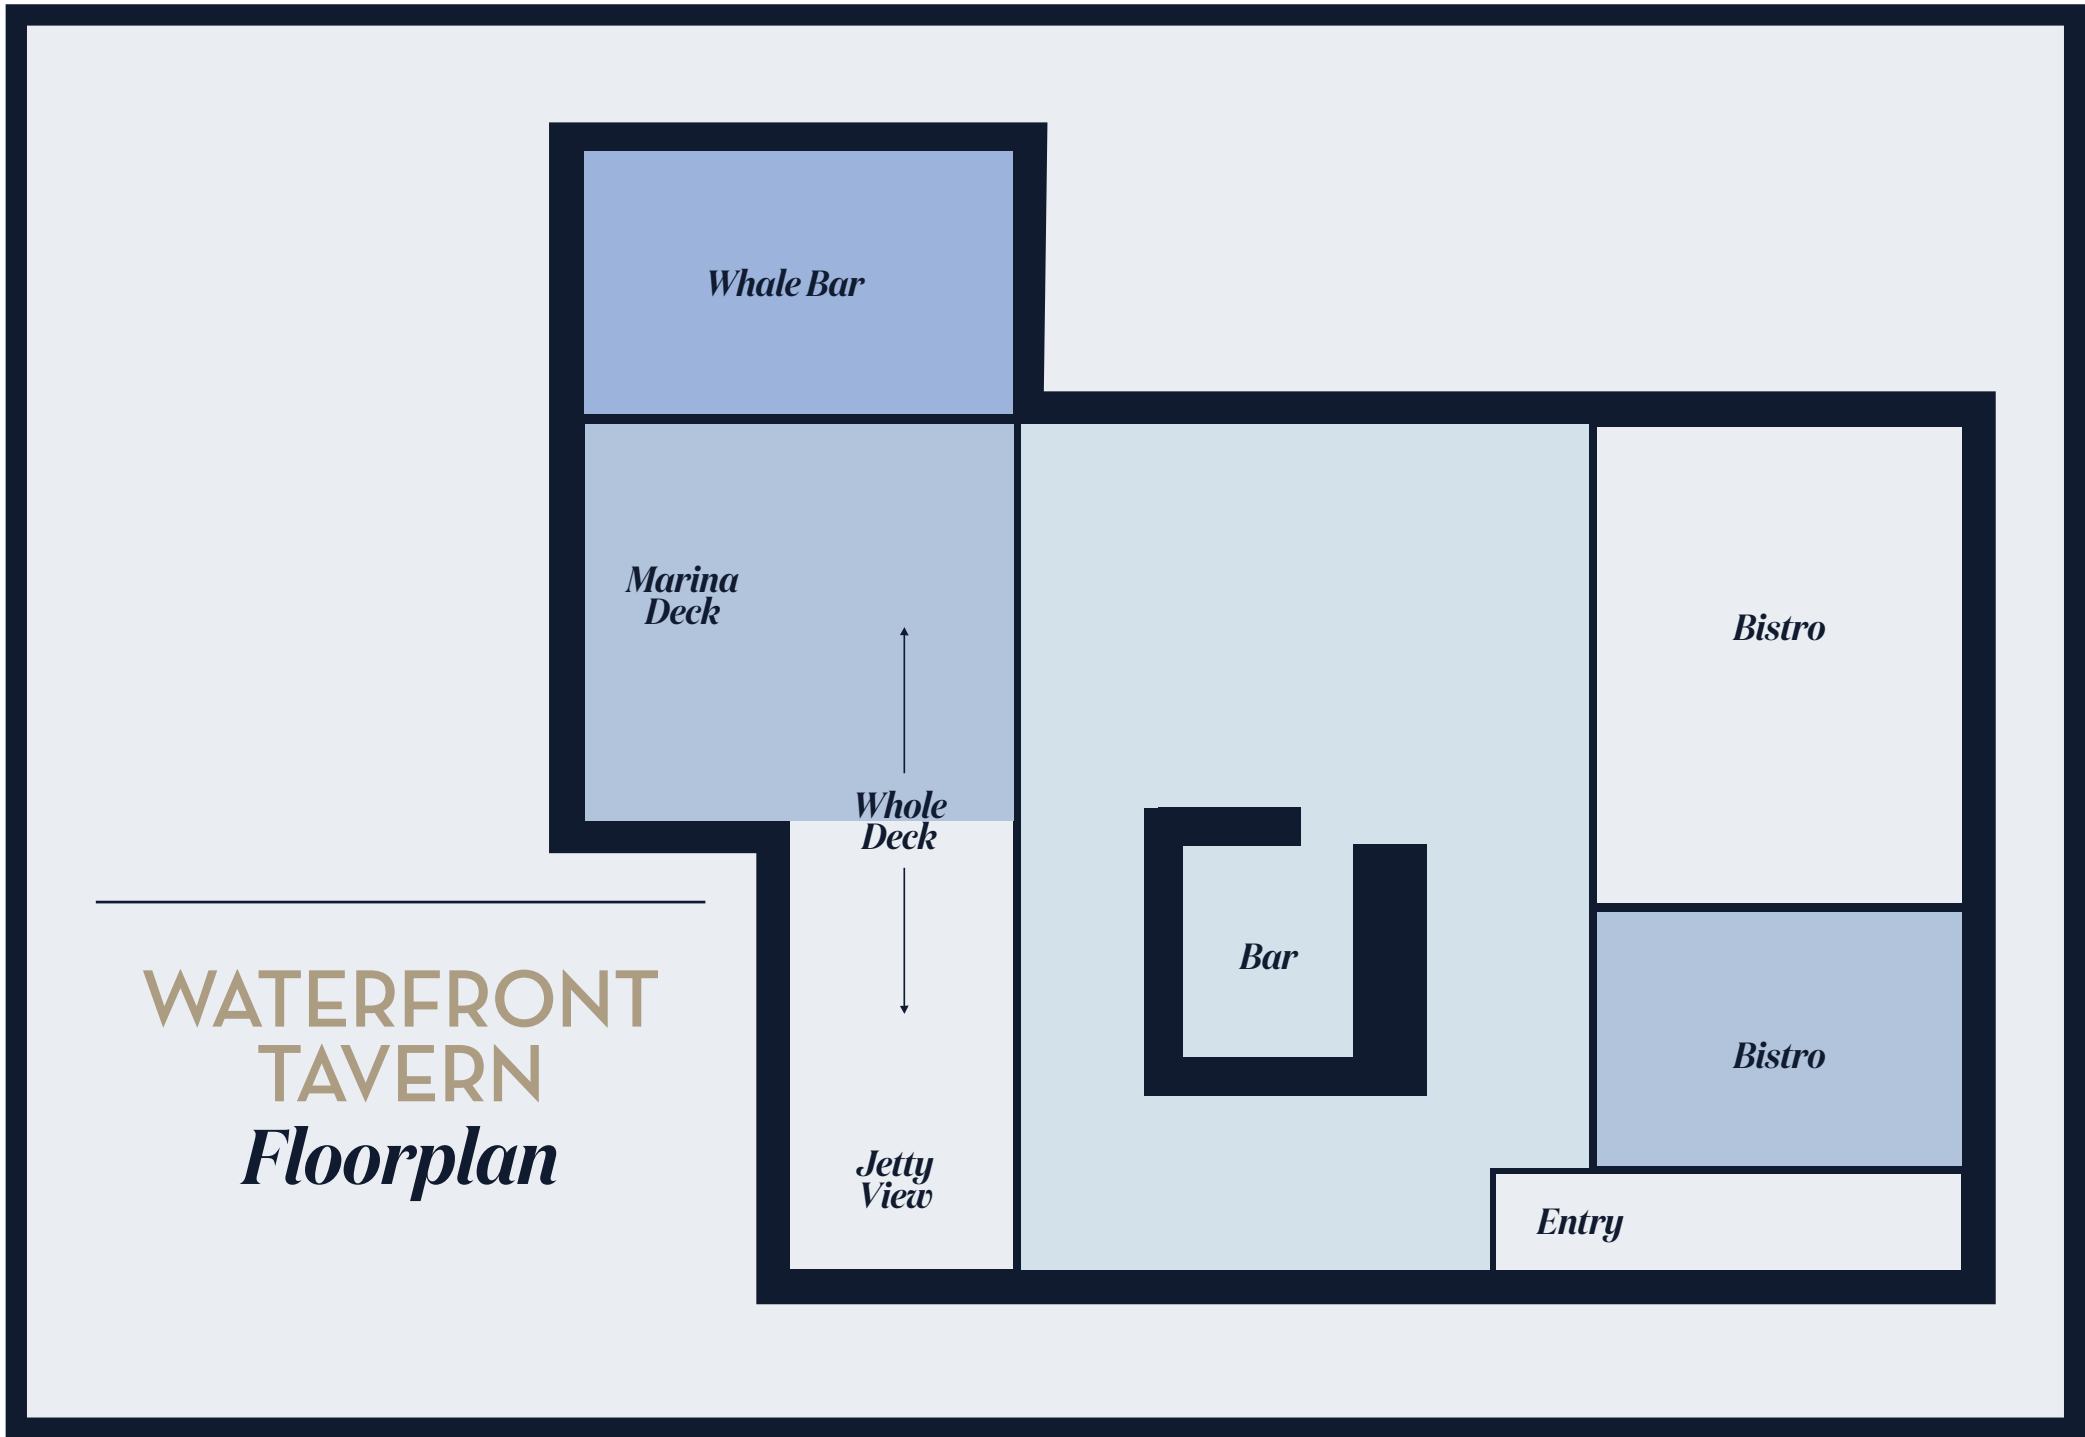 Whale Bar
Marina
Deck
Whole
Deck
Jetty
View
Bar
Bistro
Bistro
Entry
WATERFRONT
TAVERN
Floorplan